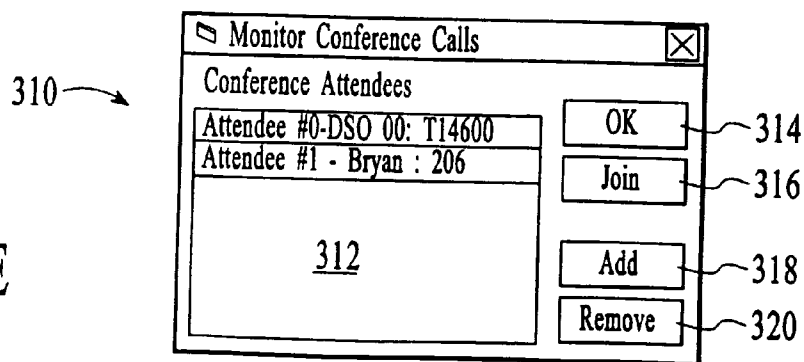 Monitor Conference Calls
310
Conference Attendees
Attendee #0-DSO 00: T14600
Attendee #1 - Bryan : 206
312
OK
314
Join
316
Add
318
Remove
320
E